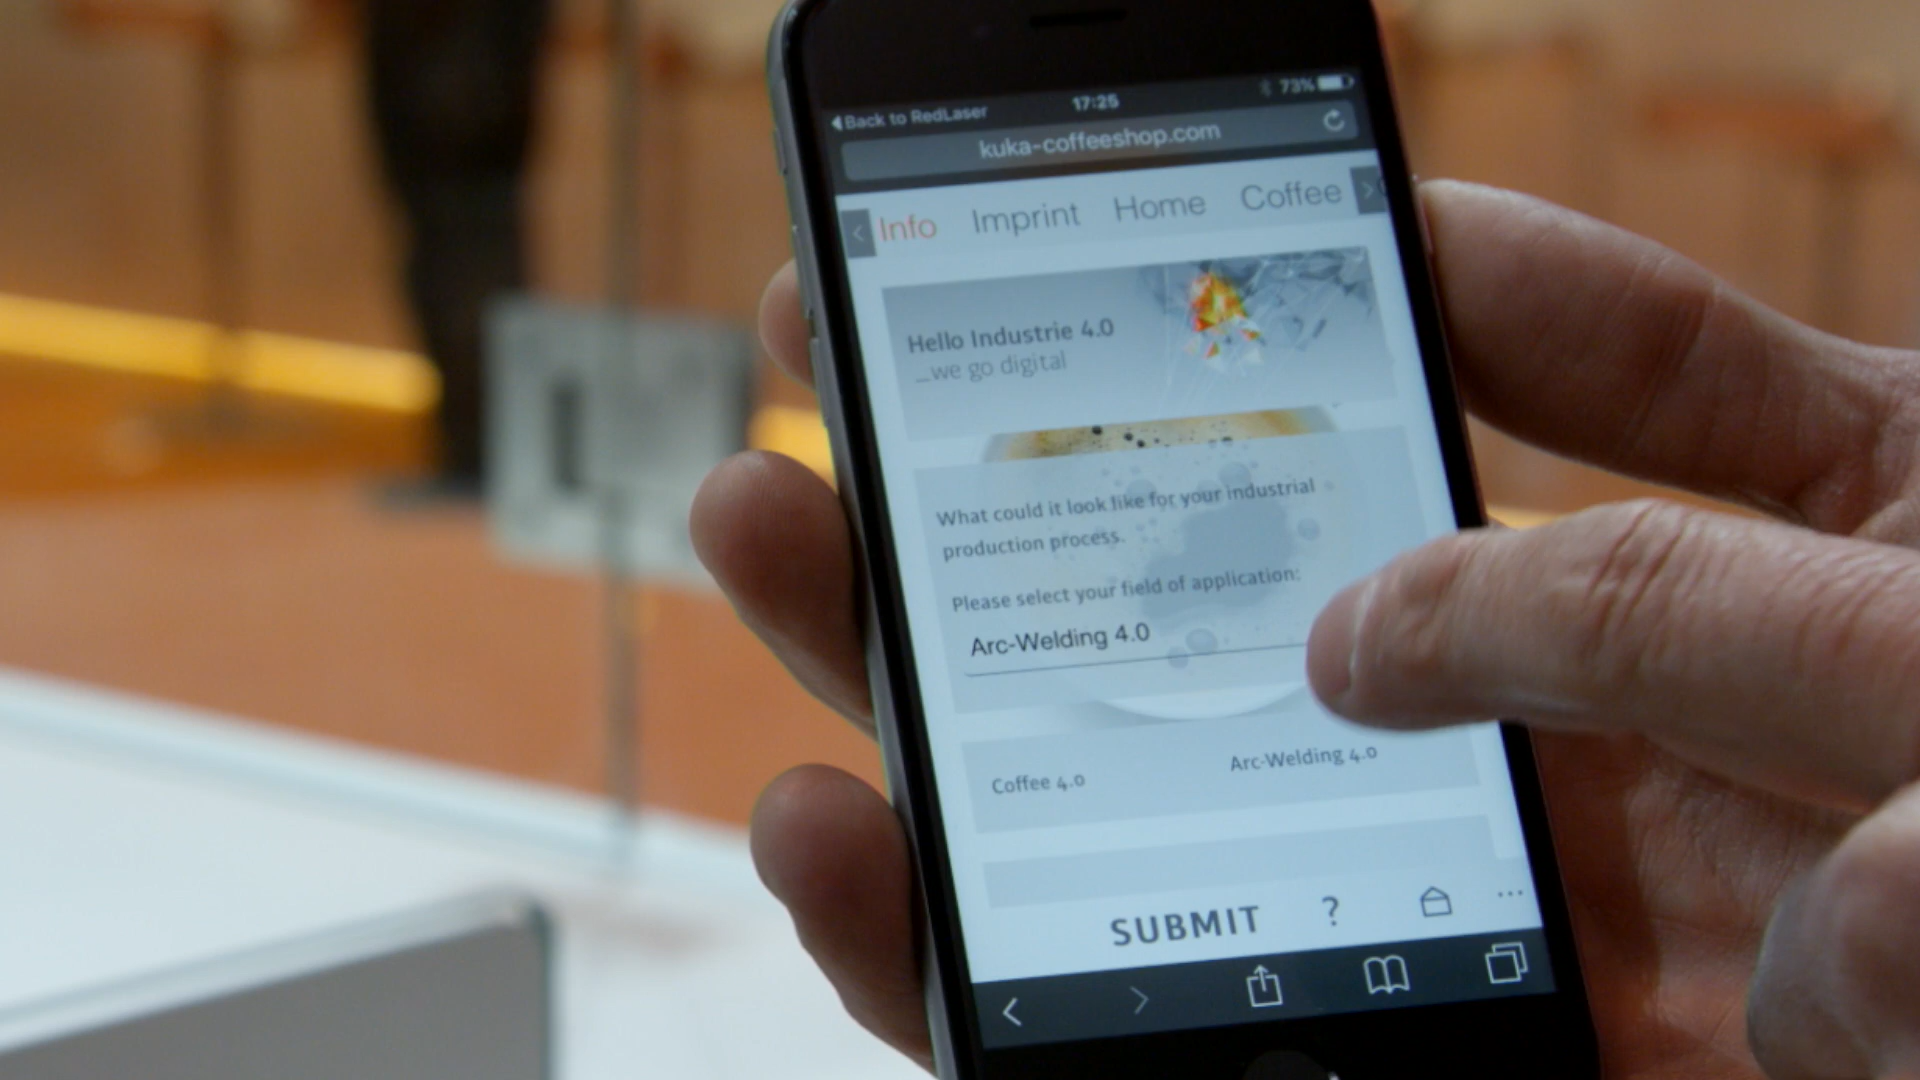 Back to RedLaser 17:25 73%
kuka-coffeeshop.com
Info Imprint Home Coffee
Hello Industrie 4.0
_we go digital
What could it look like for your industrial
production process.
Please select your field of application:
Arc-Welding 4.0
Coffee 4.0 Arc-Welding 4.0
SUBMIT ? ...